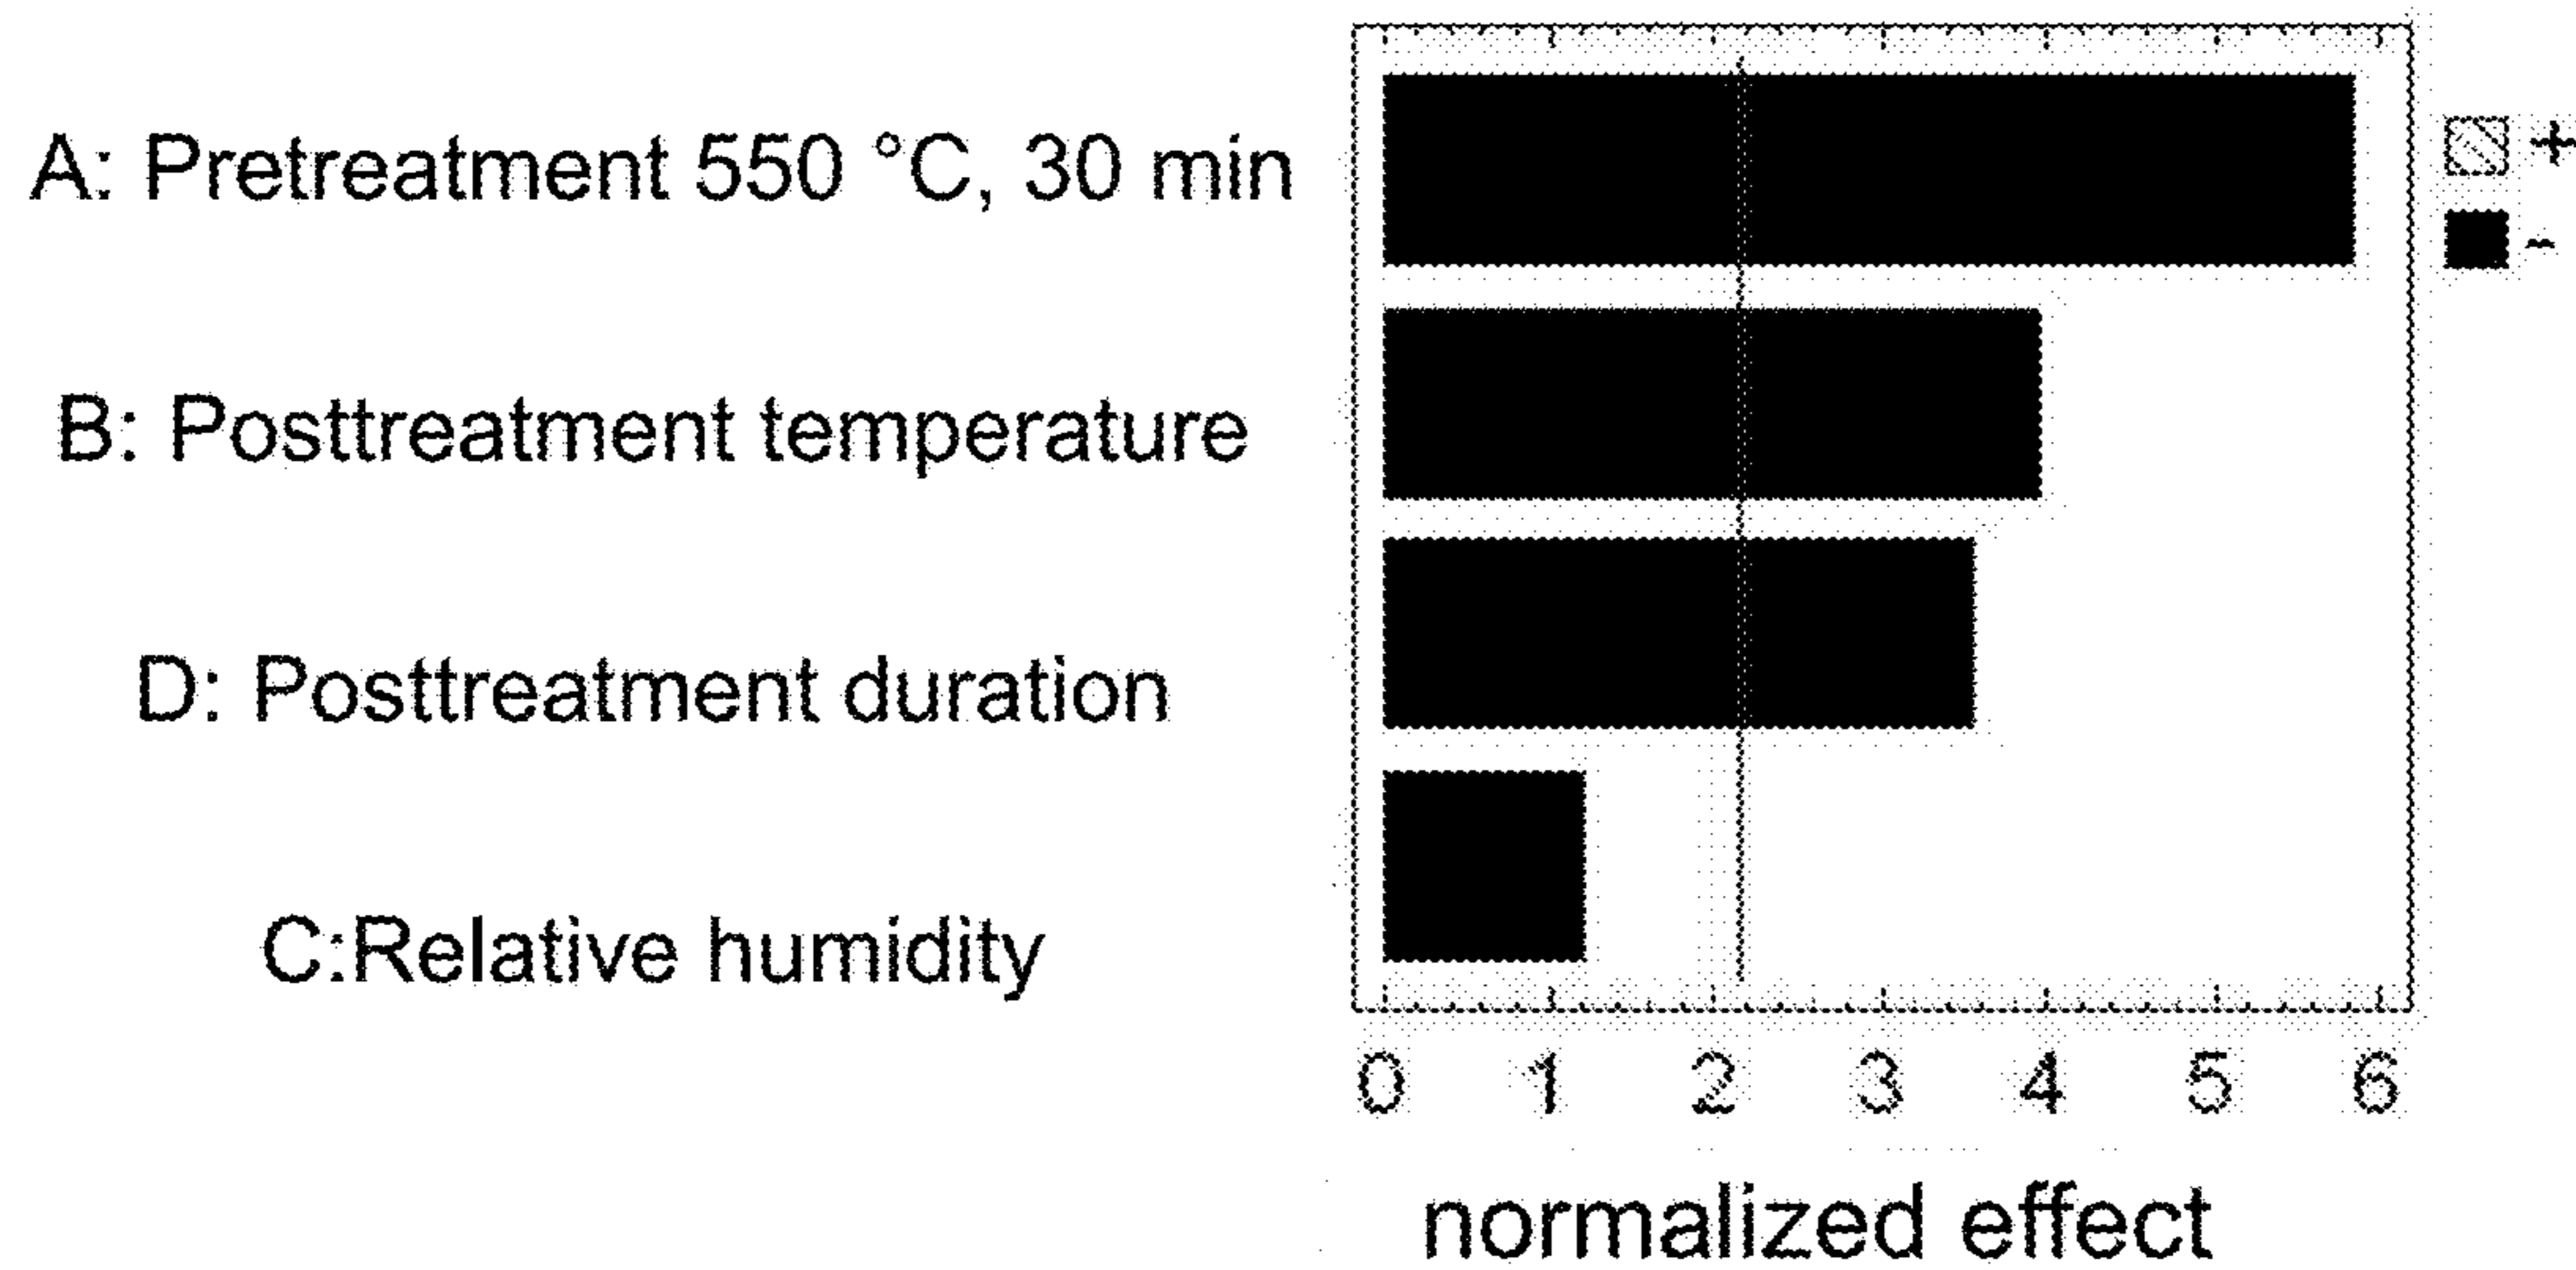 A: Pretreatment 550 °C, 30 min
+
-
B: Posttreatment temperature
D: Posttreatment duration
C:Relative humidity
0 1 2 3 4 5 6
normalized effect